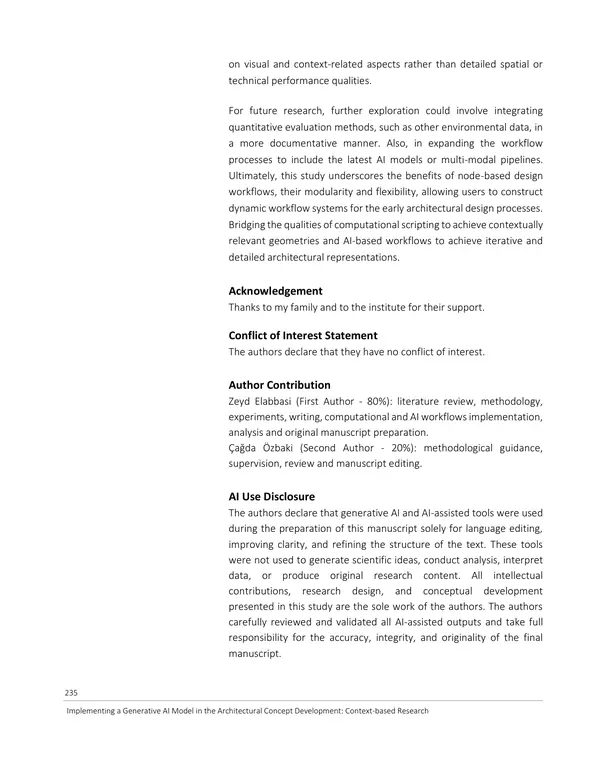 on visual and context-related aspects rather than detailed spatial or
technical performance qualities.
For future research, further exploration could involve integrating
quantitative evaluation methods, such as other environmental data, in
a more documentative manner. Also, in expanding the workflow
processes to include the latest AI models or multi-modal pipelines.
Ultimately, this study underscores the benefits of node-based design
workflows, their modularity and flexibility, allowing users to construct
dynamic workflow systems for the early architectural design processes.
Bridging the qualities of computational scripting to achieve contextually
relevant geometries and AI-based workflows to achieve iterative and
detailed architectural representations.
Acknowledgement
Thanks to my family and to the institute for their support.
Conflict of Interest Statement
The authors declare that they have no conflict of interest.
Author Contribution
Zeyd Elabbasi (First Author - 80%): literature review, methodology,
experiments, writing, computational and AI workflows implementation,
analysis and original manuscript preparation.
Çağda Özbaki (Second Author - 20%): methodological guidance,
supervision, review and manuscript editing.
AI Use Disclosure
The authors declare that generative AI and AI-assisted tools were used
during the preparation of this manuscript solely for language editing,
improving clarity, and refining the structure of the text. These tools
were not used to generate scientific ideas, conduct analysis, interpret
data, or produce original research content. All intellectual
contributions, research design, and conceptual development
presented in this study are the sole work of the authors. The authors
carefully reviewed and validated all AI-assisted outputs and take full
responsibility for the accuracy, integrity, and originality of the final
manuscript.
235
Implementing a Generative AI Model in the Architectural Concept Development: Context-based Research